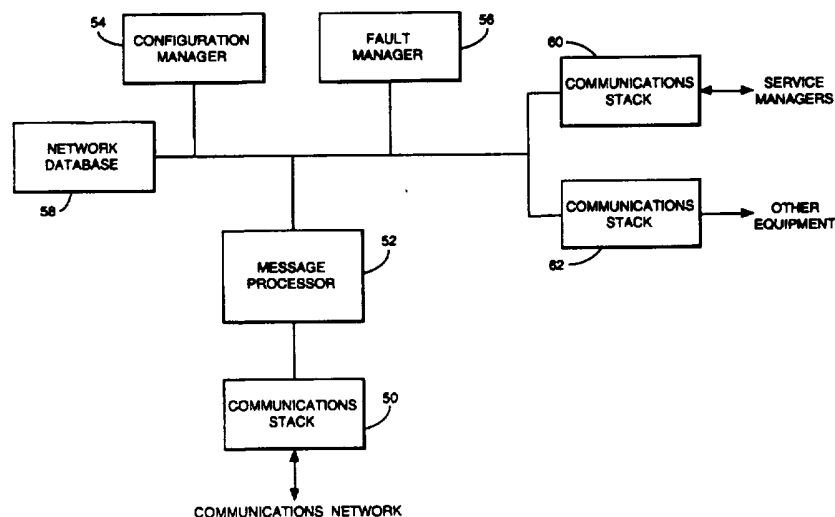 54
CONFIGURATION
MANAGER
FAULT
MANAGER
56
60
COMMUNICATIONS
STACK
SERVICE
MANAGERS
NETWORK
DATABASE
58
COMMUNICATIONS
STACK
OTHER
EQUIPMENT
62
MESSAGE
PROCESSOR
52
COMMUNICATIONS
STACK
50
COMMUNICATIONS NETWORK